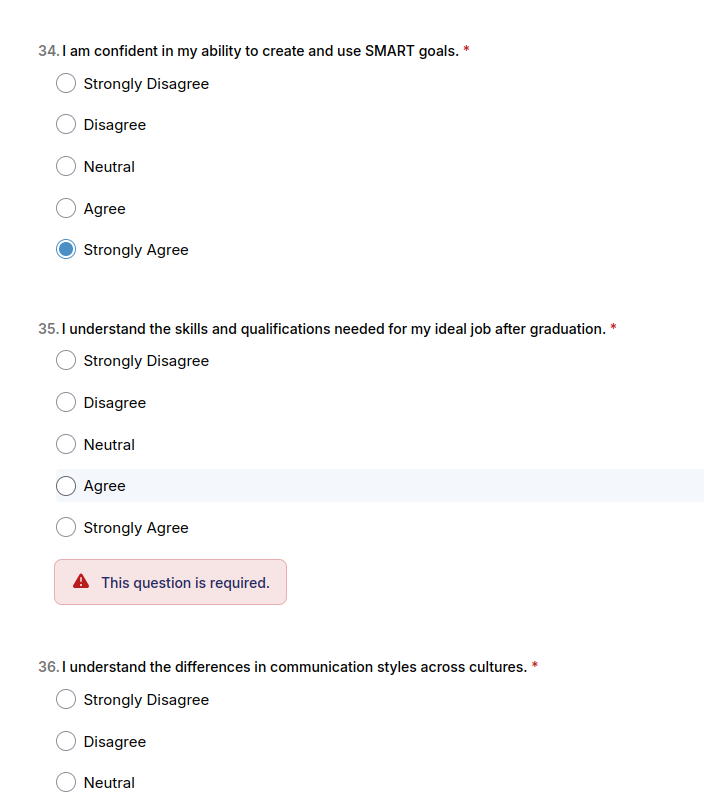 34. I am confident in my ability to create and use SMART goals. *
Strongly Disagree
Disagree
Neutral
Agree
Strongly Agree
35. I understand the skills and qualifications needed for my ideal job after graduation. *
Strongly Disagree
Disagree
Neutral
Agree
Strongly Agree
This question is required.
36. I understand the differences in communication styles across cultures. *
Strongly Disagree
Disagree
Neutral